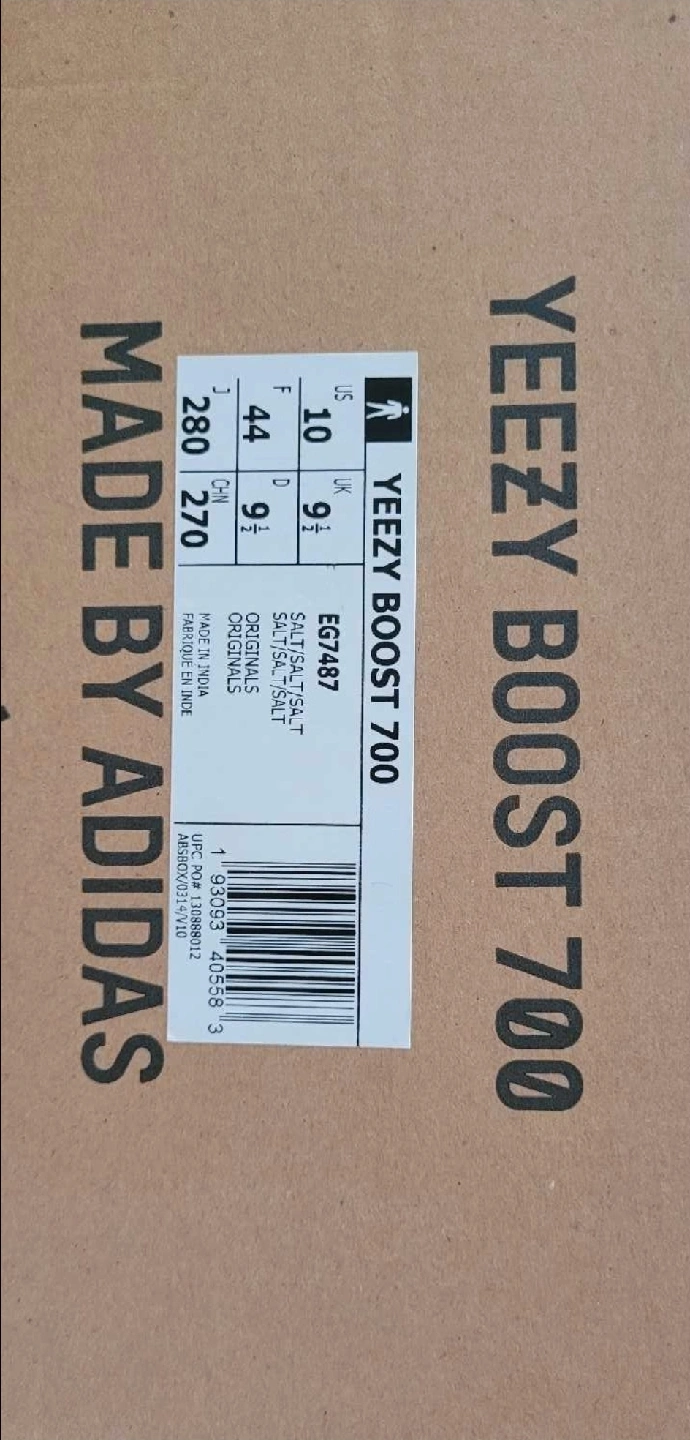 YEEZY BOOST 700
YEEZY BOOST 700
US 10 UK 9½
F 44 D 9½
J 280 CHN 270
EG7487
SALT/SALT/SALT
SALT/SALT/SALT
ORIGINALS
ORIGINALS
MADE IN INDIA
FABRIQUE EN INDE
1 93093 40558 3
UPC PO# 130888012
ABSBOX/0314/V10
MADE BY ADIDAS